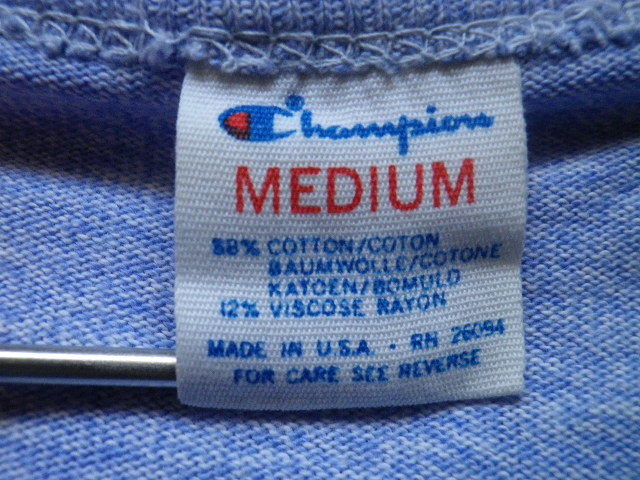 Champion
MEDIUM
88% COTTON/COTON
BAUMWOLLE/COTONE
KATOEN/BOMULD
12% VISCOSE RAYON
MADE IN U.S.A. - RN 26094
FOR CARE SEE REVERSE